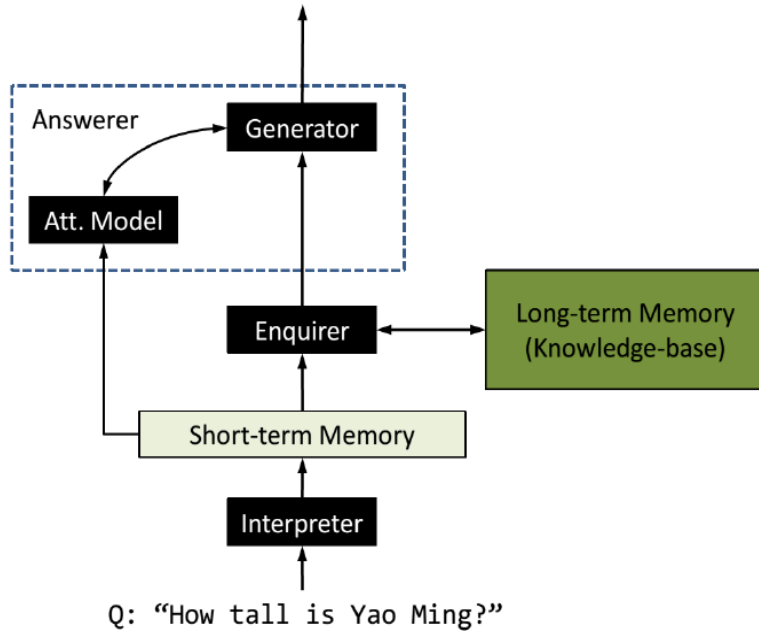 Answerer
Generator
Att. Model
Enquirer
Long-term Memory
(Knowledge-base)
Short-term Memory
Interpreter
Q: “How tall is Yao Ming?”